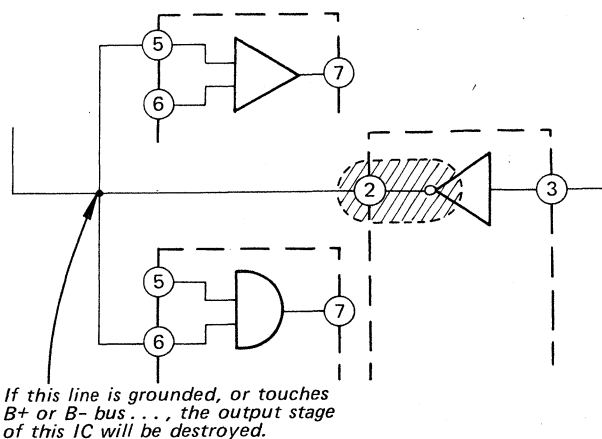 5
7
6
2
3
5
7
6
If this line is grounded, or touches
B+ or B- bus . . . , the output stage
of this IC will be destroyed.